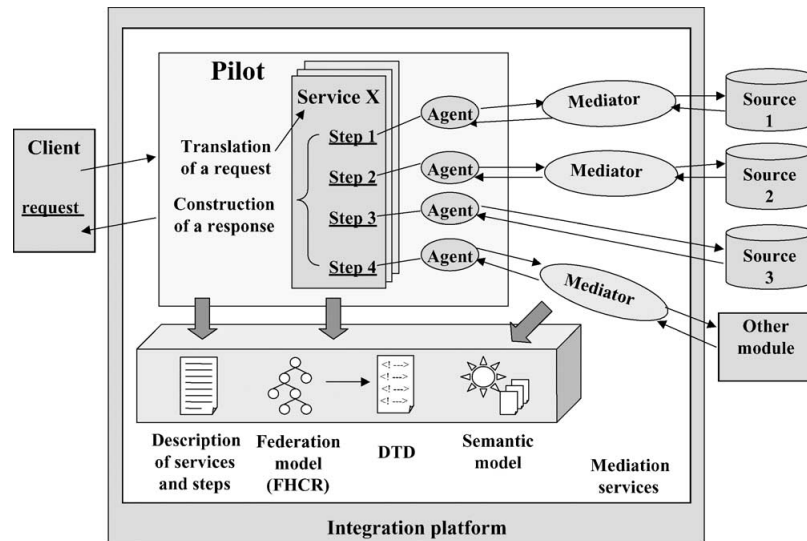 Pilot
Service X
Step 1
Step 2
Step 3
Step 4
Translation
of a request
Construction
of a response
Client
request
Agent
Agent
Agent
Agent
Mediator
Mediator
Mediator
Source
1
Source
2
Source
3
Other
module
<! --->
<! --->
<! --->
<! --->
Description
of services
and steps
Federation
model
(FHCR)
DTD
Semantic
model
Mediation
services
Integration platform